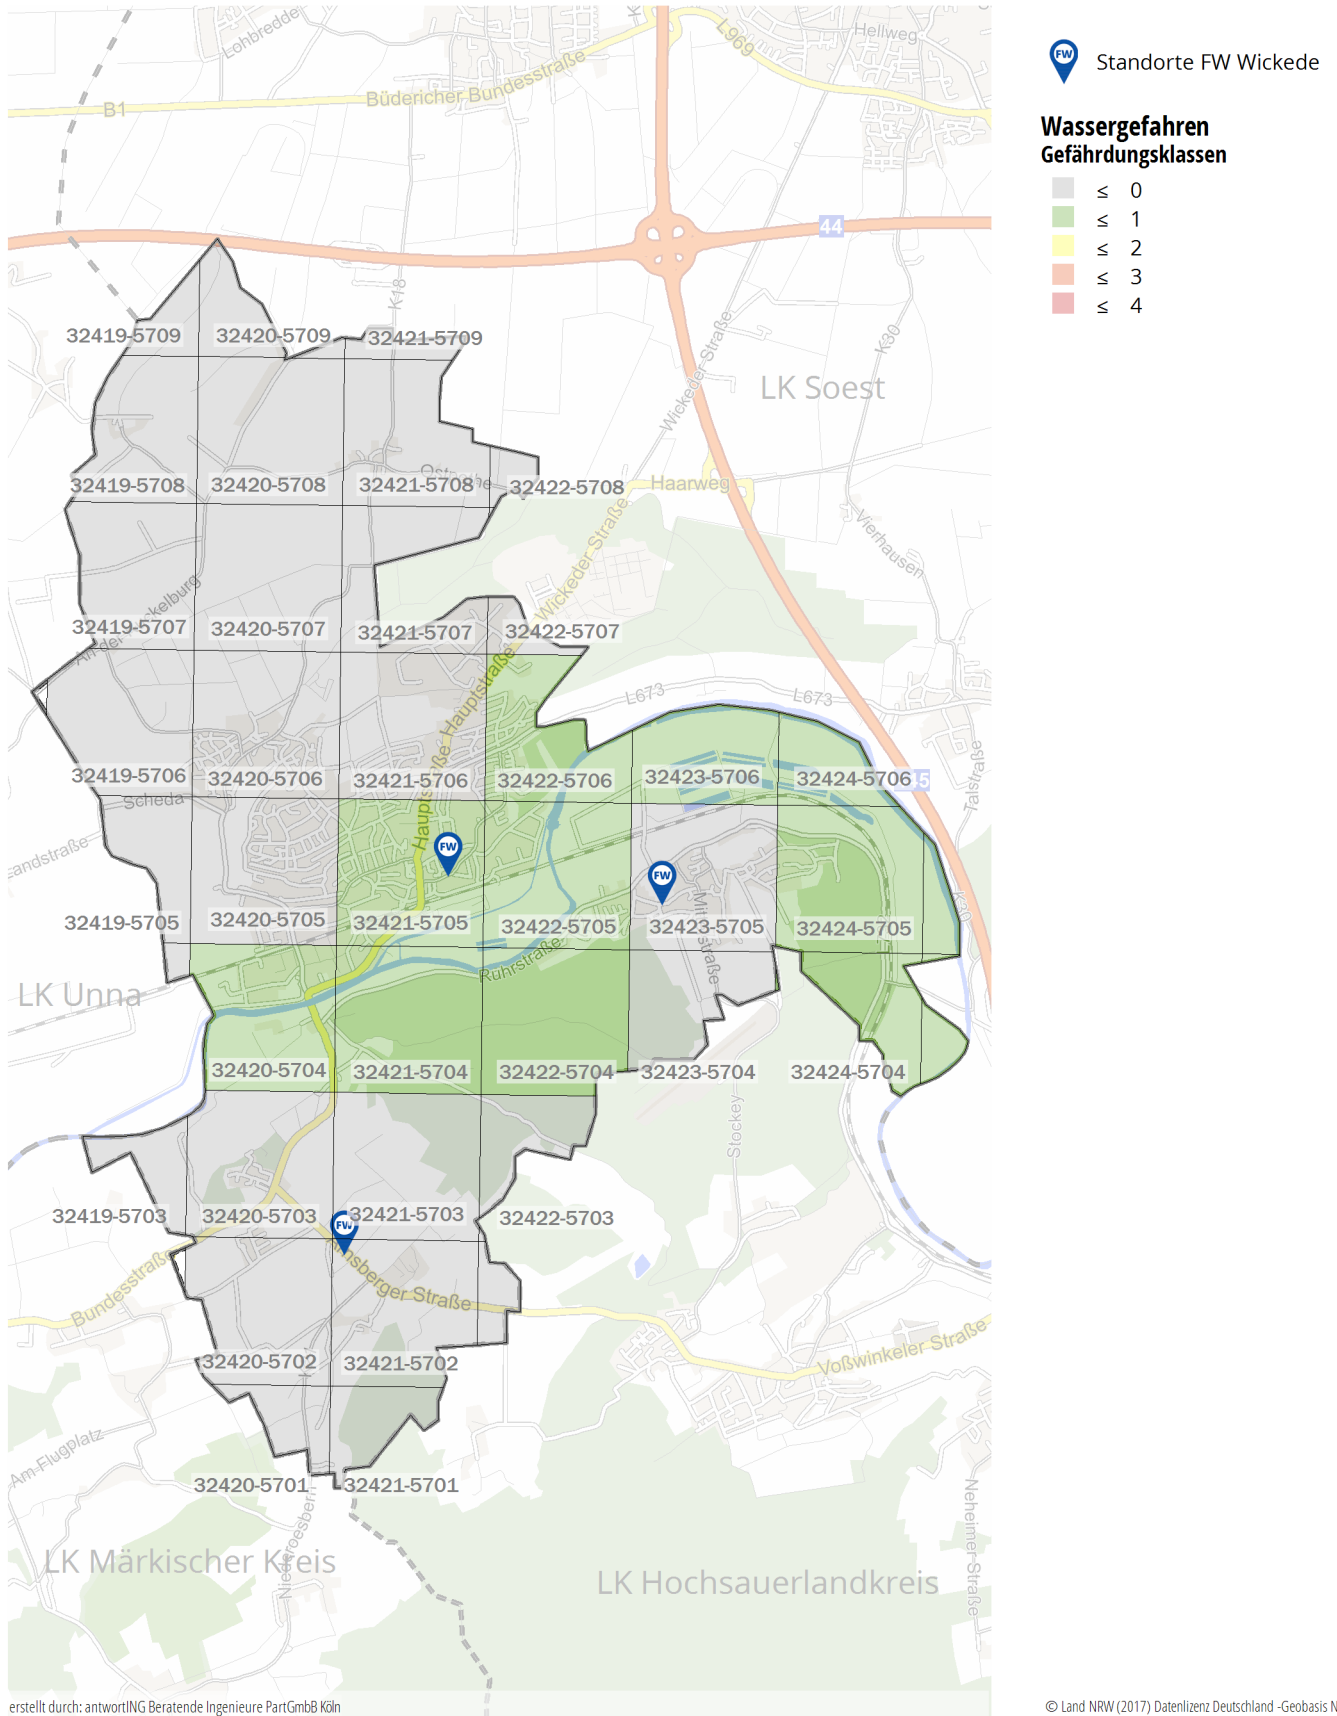 Lohbredde
L969
Hellweg
B1
Büdericher Bundesstraße
44
K18
K30
Wickeder-Straße
LK Soest
32419-5709
32420-5709
32421-5709
Haarweg
32419-5708
32420-5708
32421-5708
32422-5708
Vierhausen
Wickeder Straße
32419-5707
32420-5707
32421-5707
32422-5707
L673
L673
Hauptstraße
Hauptstraße
Talstraße
32419-5706
32420-5706
32421-5706
32422-5706
32423-5706
32424-5706
Scheda
FW
FW
K30
32419-5705
32420-5705
32421-5705
32422-5705
32423-5705
32424-5705
Ruhrstraße
LK Unna
32420-5704
32421-5704
32422-5704
32423-5704
32424-5704
Stockey
32419-5703
32420-5703
32421-5703
32422-5703
FW
Bundesstraße
Arnsberger Straße
Voßwinkeler Straße
32420-5702
32421-5702
Am Flugplatz
32420-5701
32421-5701
Neheimer-Straße
LK Märkischer Kreis
LK Hochsauerlandkreis
erstellt durch: antwortING Beratende Ingenieure PartGmbB Köln
FW
Standorte FW Wickede
Wassergefahren
Gefährdungsklassen
≤ 0
≤ 1
≤ 2
≤ 3
≤ 4
© Land NRW (2017) Datenlizenz Deutschland -Geobasis N